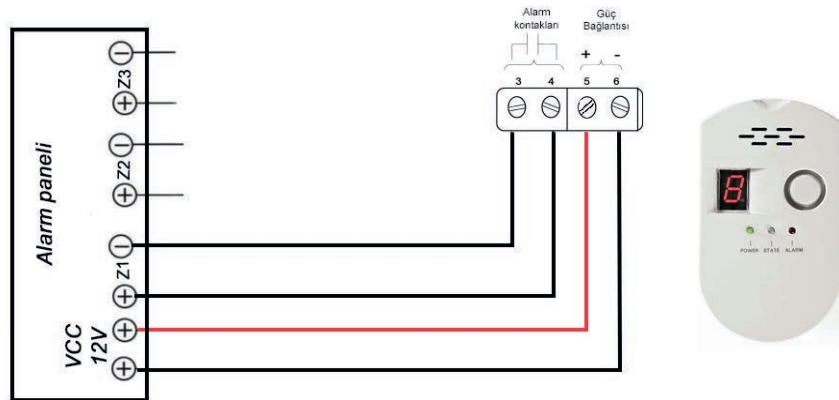 Alarm
kontakları
Güç
Bağlantısı
+ -
3 4 5 6
Alarm paneli
Z3
Z2
Z1
VCC
12V
8
POWER STATE ALARM